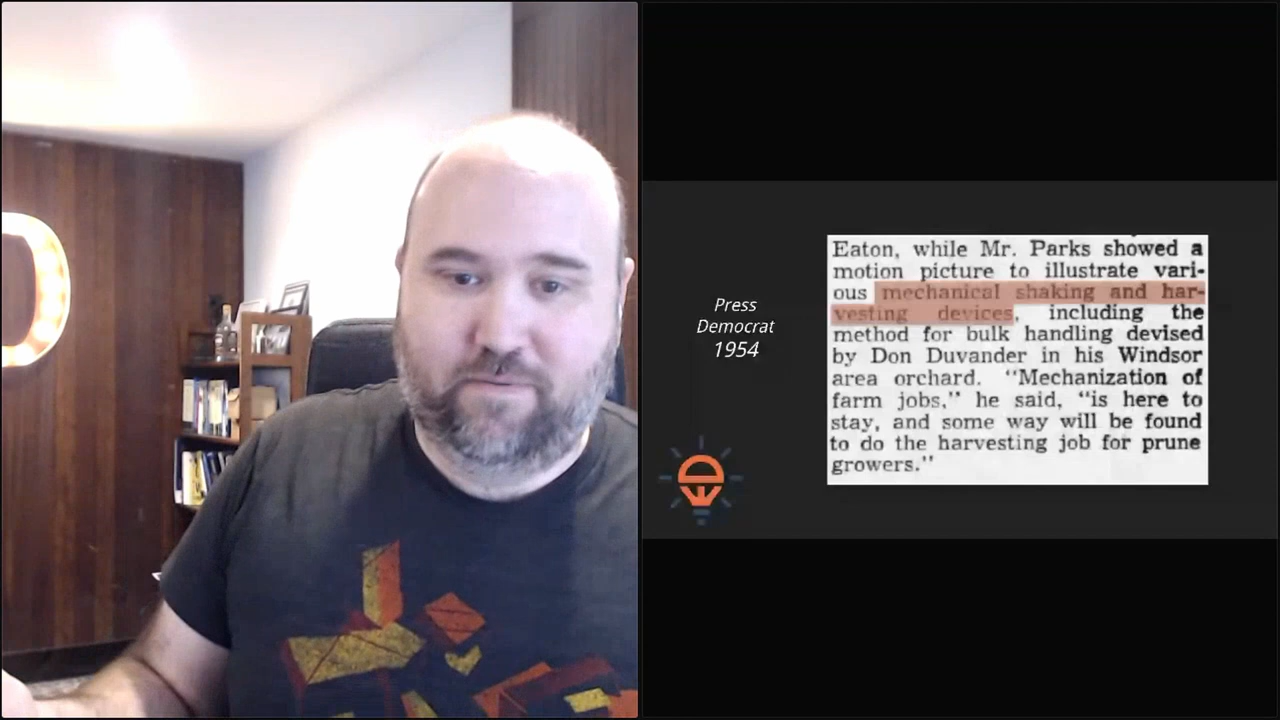 Press
Democrat
1954
Eaton, while Mr. Parks showed a
motion picture to illustrate vari-
ous mechanical shaking and har-
vesting devices, including the
method for bulk handling devised
by Don Duvander in his Windsor
area orchard. "Mechanization of
farm jobs," he said, "is here to
stay, and some way will be found
to do the harvesting job for prune
growers."